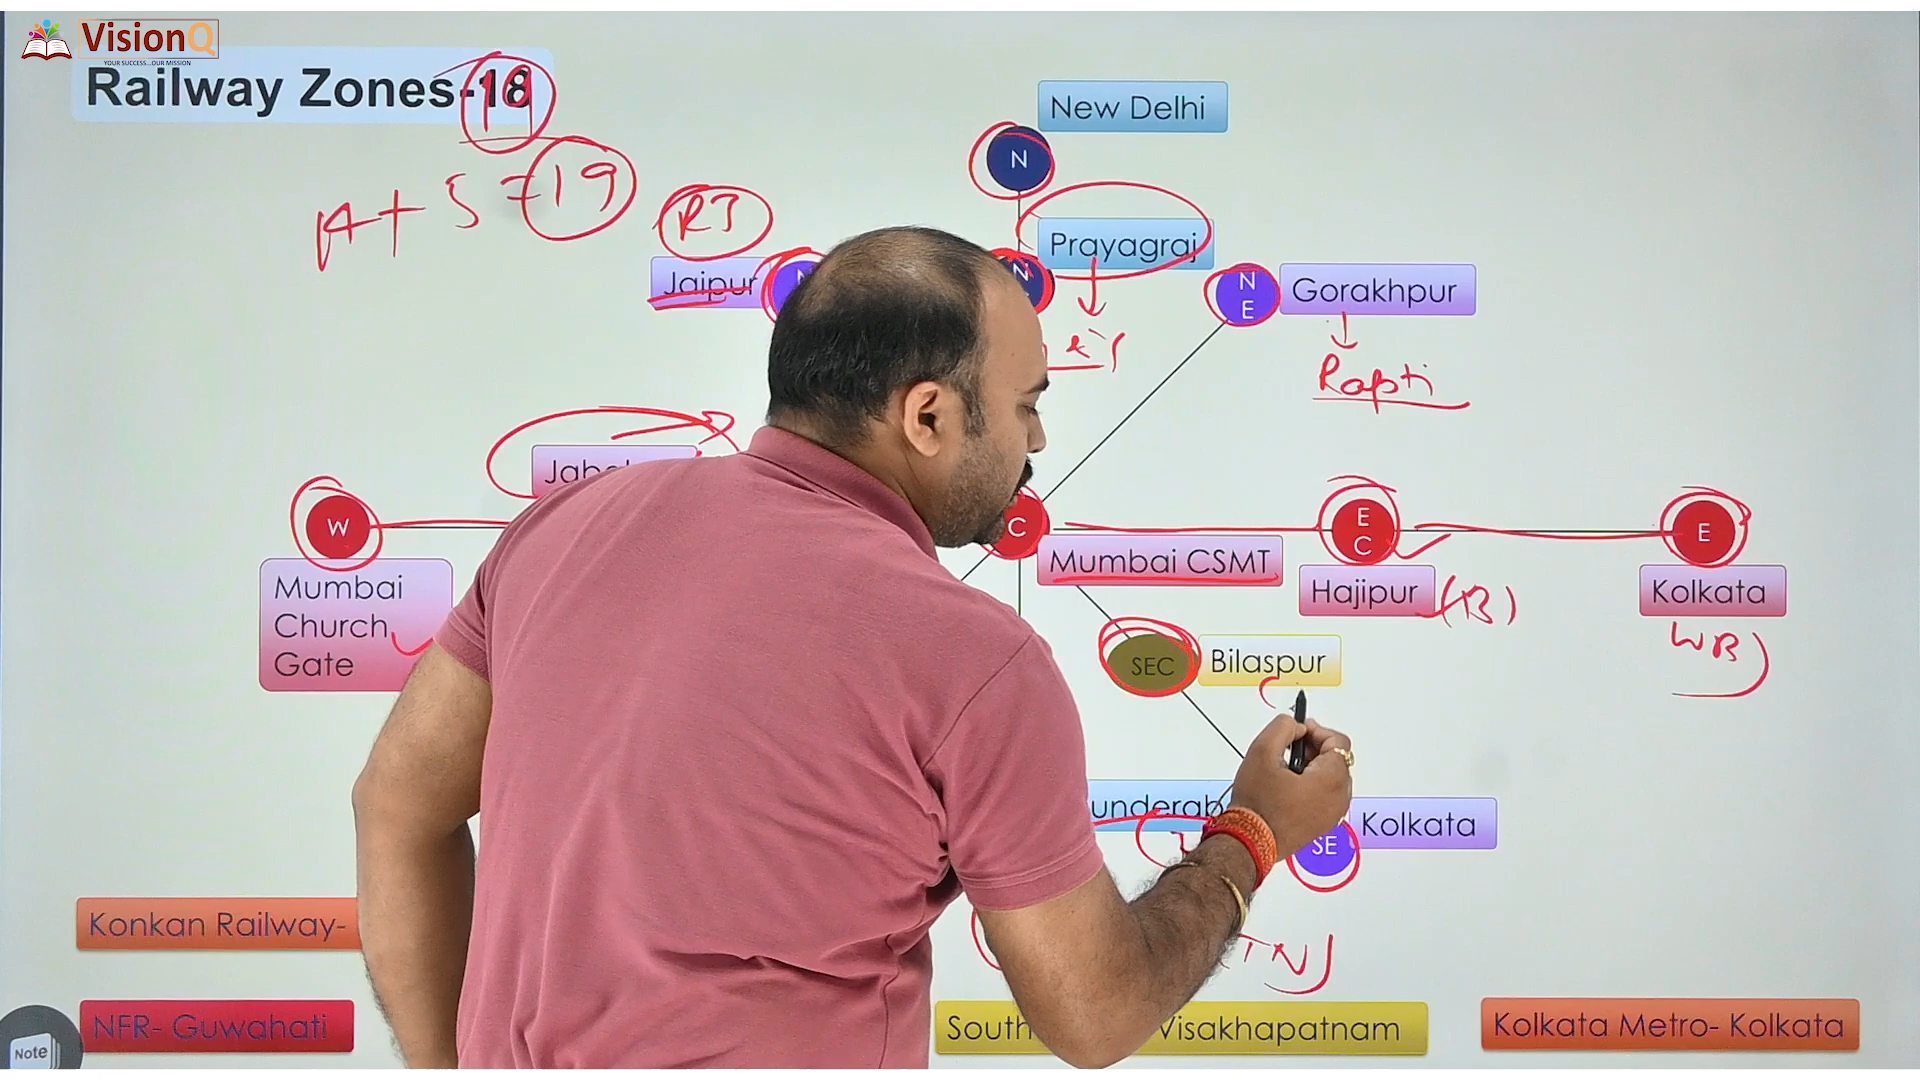 VisionQ
YOUR SUCCESS...OUR MISSION
Railway Zones-18
19
14+5=19
New Delhi
N
RJ
Prayagraj
Jaipur
N
N
N
E
Gorakhpur
Rapti
W
C
E
C
E
Mumbai
Church
Gate
Mumbai CSMT
Hajipur
(B)
Kolkata
WB)
SEC
Bilaspur
Kolkata
SE
Konkan Railway-
TN)
NFR- Guwahati
South
Visakhapatnam
Kolkata Metro- Kolkata
Note